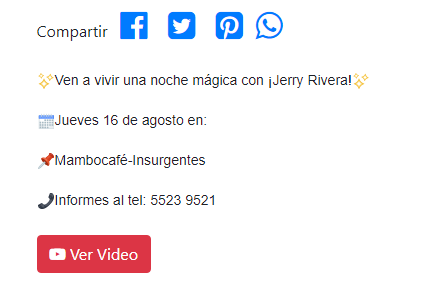 Compartir
✨Ven a vivir una noche mágica con ¡Jerry Rivera!✨
🗓Jueves 16 de agosto en:
📌Mambocafé-Insurgentes
📞Informes al tel: 5523 9521
Ver Video